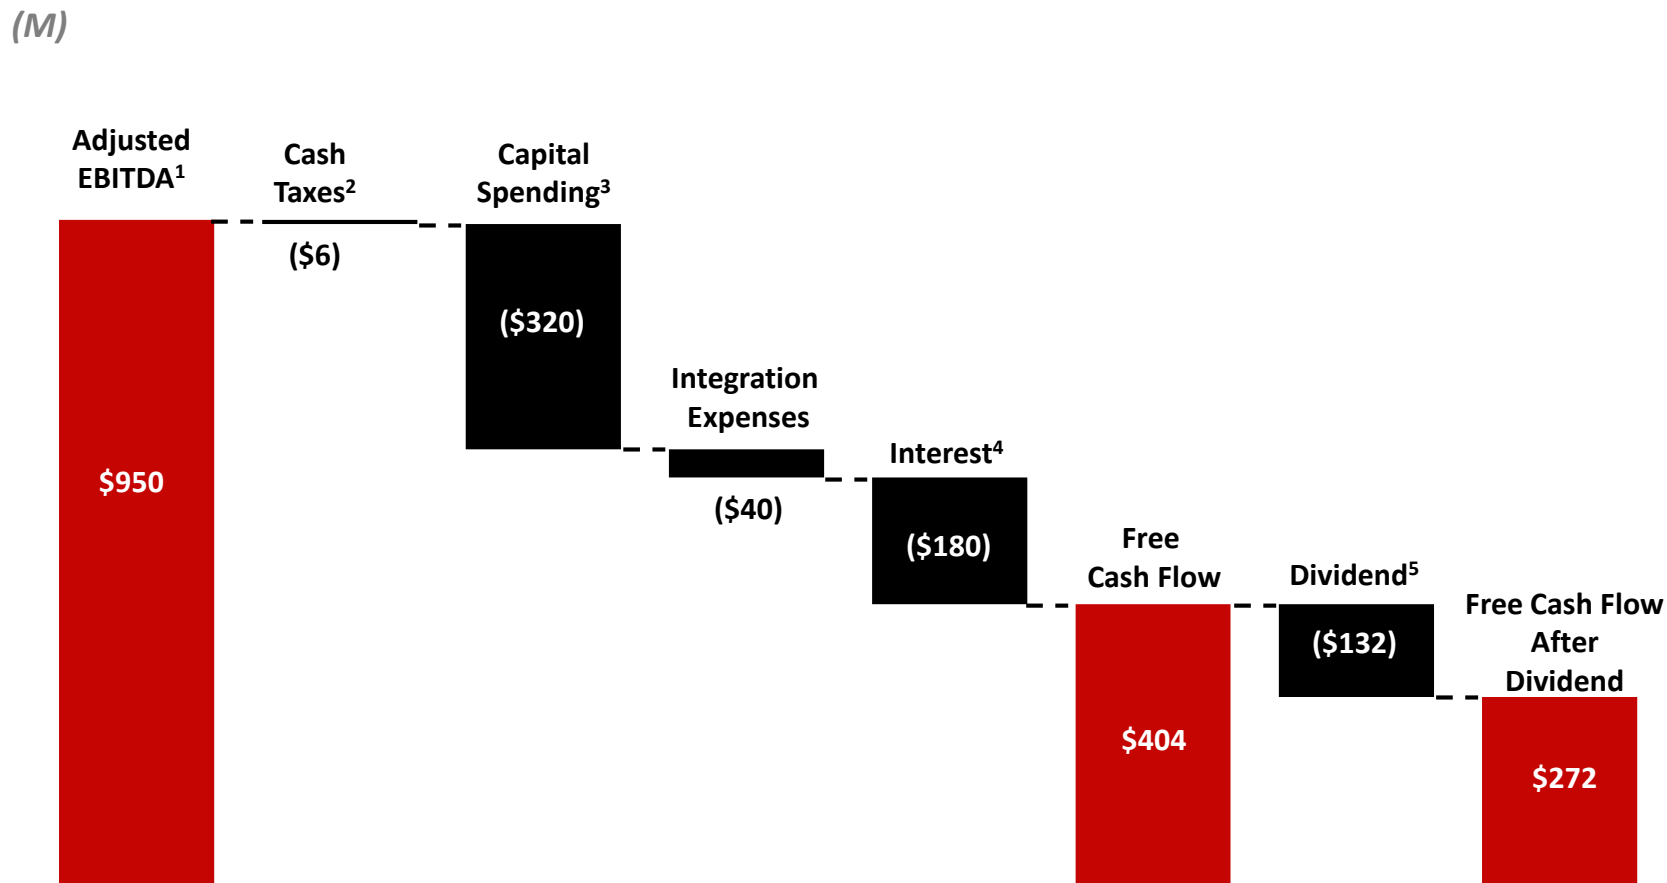 (M)
Adjusted
EBITDA¹
$950
Cash
Taxes²
($6)
Capital
Spending³
($320)
Integration
Expenses
($40)
Interest⁴
($180)
Free
Cash Flow
$404
Dividend⁵
($132)
Free Cash Flow
After
Dividend
$272